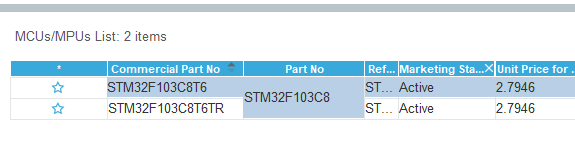 MCUs/MPUs List: 2 items
* Commercial Part No Part No Ref... Marketing Sta... Unit Price for ...
STM32F103C8T6 STM32F103C8 ST... Active 2.7946
STM32F103C8T6TR ST... Active 2.7946